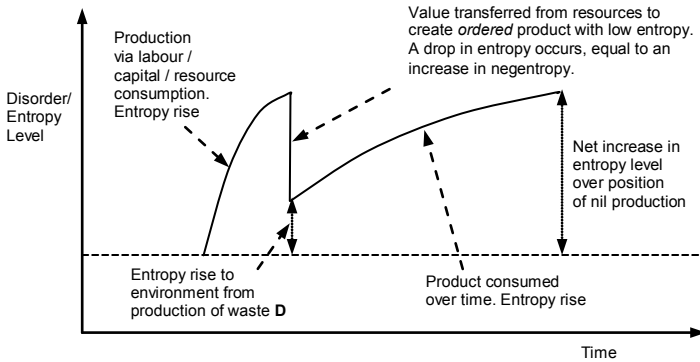 Value transferred from resources to
create ordered product with low entropy.
A drop in entropy occurs, equal to an
increase in negentropy.
Production
via labour /
capital / resource
consumption.
Entropy rise
Disorder/
Entropy
Level
Net increase in
entropy level
over position
of nil production
Entropy rise to
environment from
production of waste D
Product consumed
over time. Entropy rise
Time